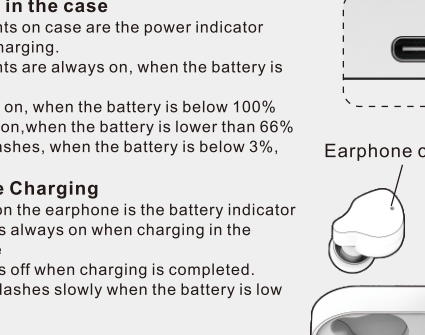 in the case
nts on case are the power indicator
harging.
nts are always on, when the battery is
on, when the battery is below 100%
on,when the battery is lower than 66%
ashes, when the battery is below 3%,
Earphone c
e Charging
on the earphone is the battery indicator
s always on when charging in the
e
s off when charging is completed.
lashes slowly when the battery is low